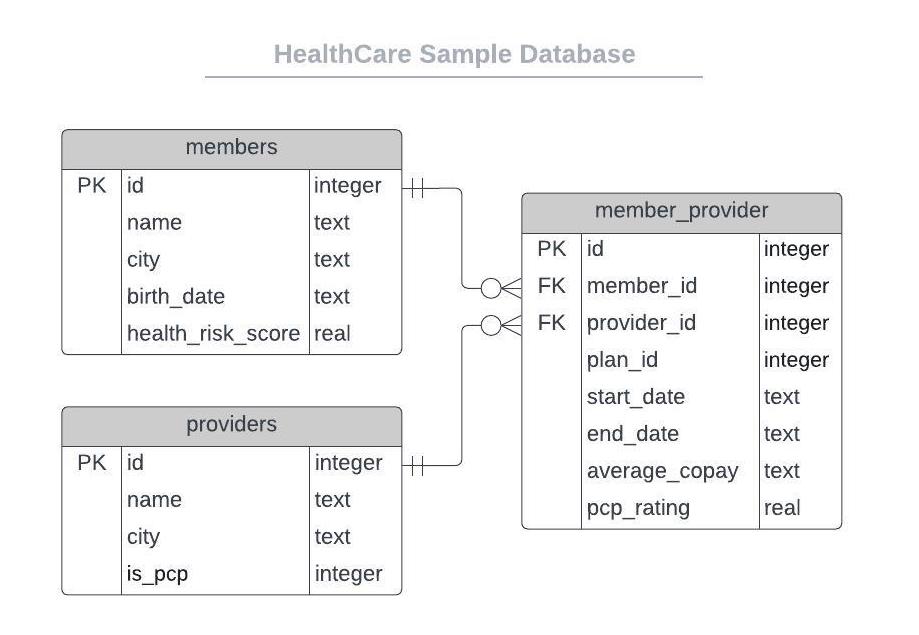 HealthCare Sample Database
members
PK id integer
name text
city text
birth_date text
health_risk_score real
providers
PK id integer
name text
city text
is_pcp integer
member_provider
PK id integer
FK member_id integer
FK provider_id integer
plan_id integer
start_date text
end_date text
average_copay text
pcp_rating real